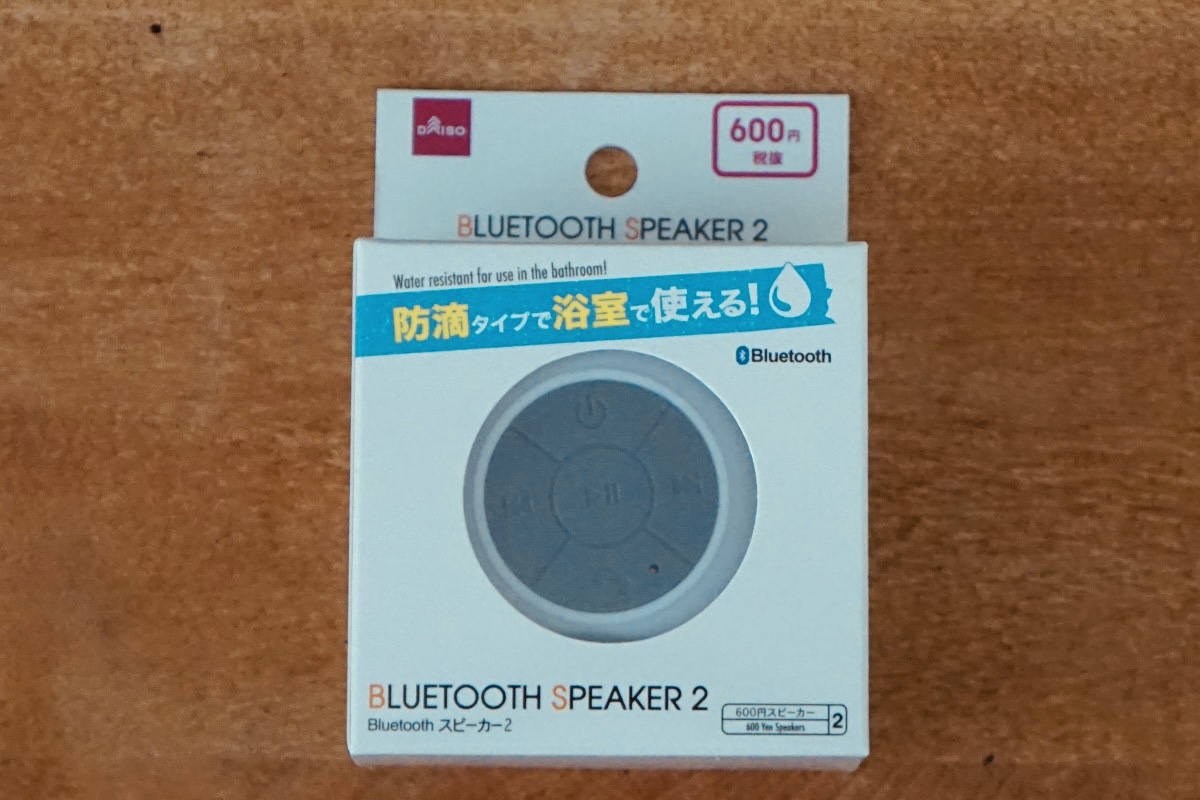 DAISO
600円
税抜
BLUETOOTH SPEAKER 2
Water resistant for use in the bathroom!
防滴タイプで浴室で使える!
Bluetooth
BLUETOOTH SPEAKER 2
Bluetooth スピーカー2
600円スピーカー
600 Yen Speakers
2